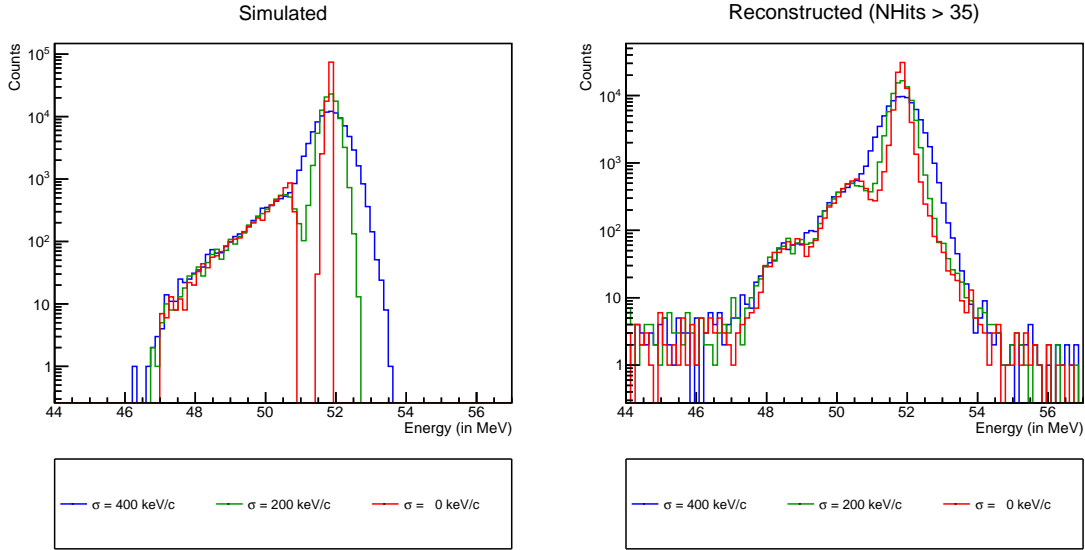 Simulated
Counts
10^5
10^4
10^3
10^2
10
1
44 46 48 50 52 54 56
Energy (in MeV)
σ = 400 keV/c σ = 200 keV/c σ = 0 keV/c
Reconstructed (NHits > 35)
Counts
10^4
10^3
10^2
10
1
44 46 48 50 52 54 56
Energy (in MeV)
σ = 400 keV/c σ = 200 keV/c σ = 0 keV/c